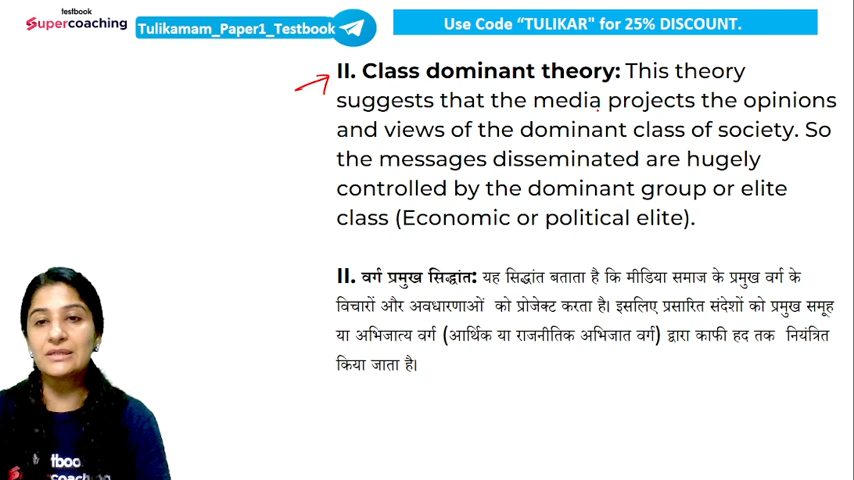 testbook
Supercoaching
Tulikamam_Paper1_Testbook
Use Code “TULIKAR" for 25% DISCOUNT.
II. Class dominant theory: This theory
suggests that the media projects the opinions
and views of the dominant class of society. So
the messages disseminated are hugely
controlled by the dominant group or elite
class (Economic or political elite).
II. वर्ग प्रमुख सिद्धांत: यह सिद्धांत बताता है कि मीडिया समाज के प्रमुख वर्ग के
विचारों और अवधारणाओं को प्रोजेक्ट करता है। इसलिए प्रसारित संदेशों को प्रमुख समूह
या अभिजात्य वर्ग (आर्थिक या राजनीतिक अभिजात वर्ग) द्वारा काफी हद तक नियंत्रित
किया जाता है।